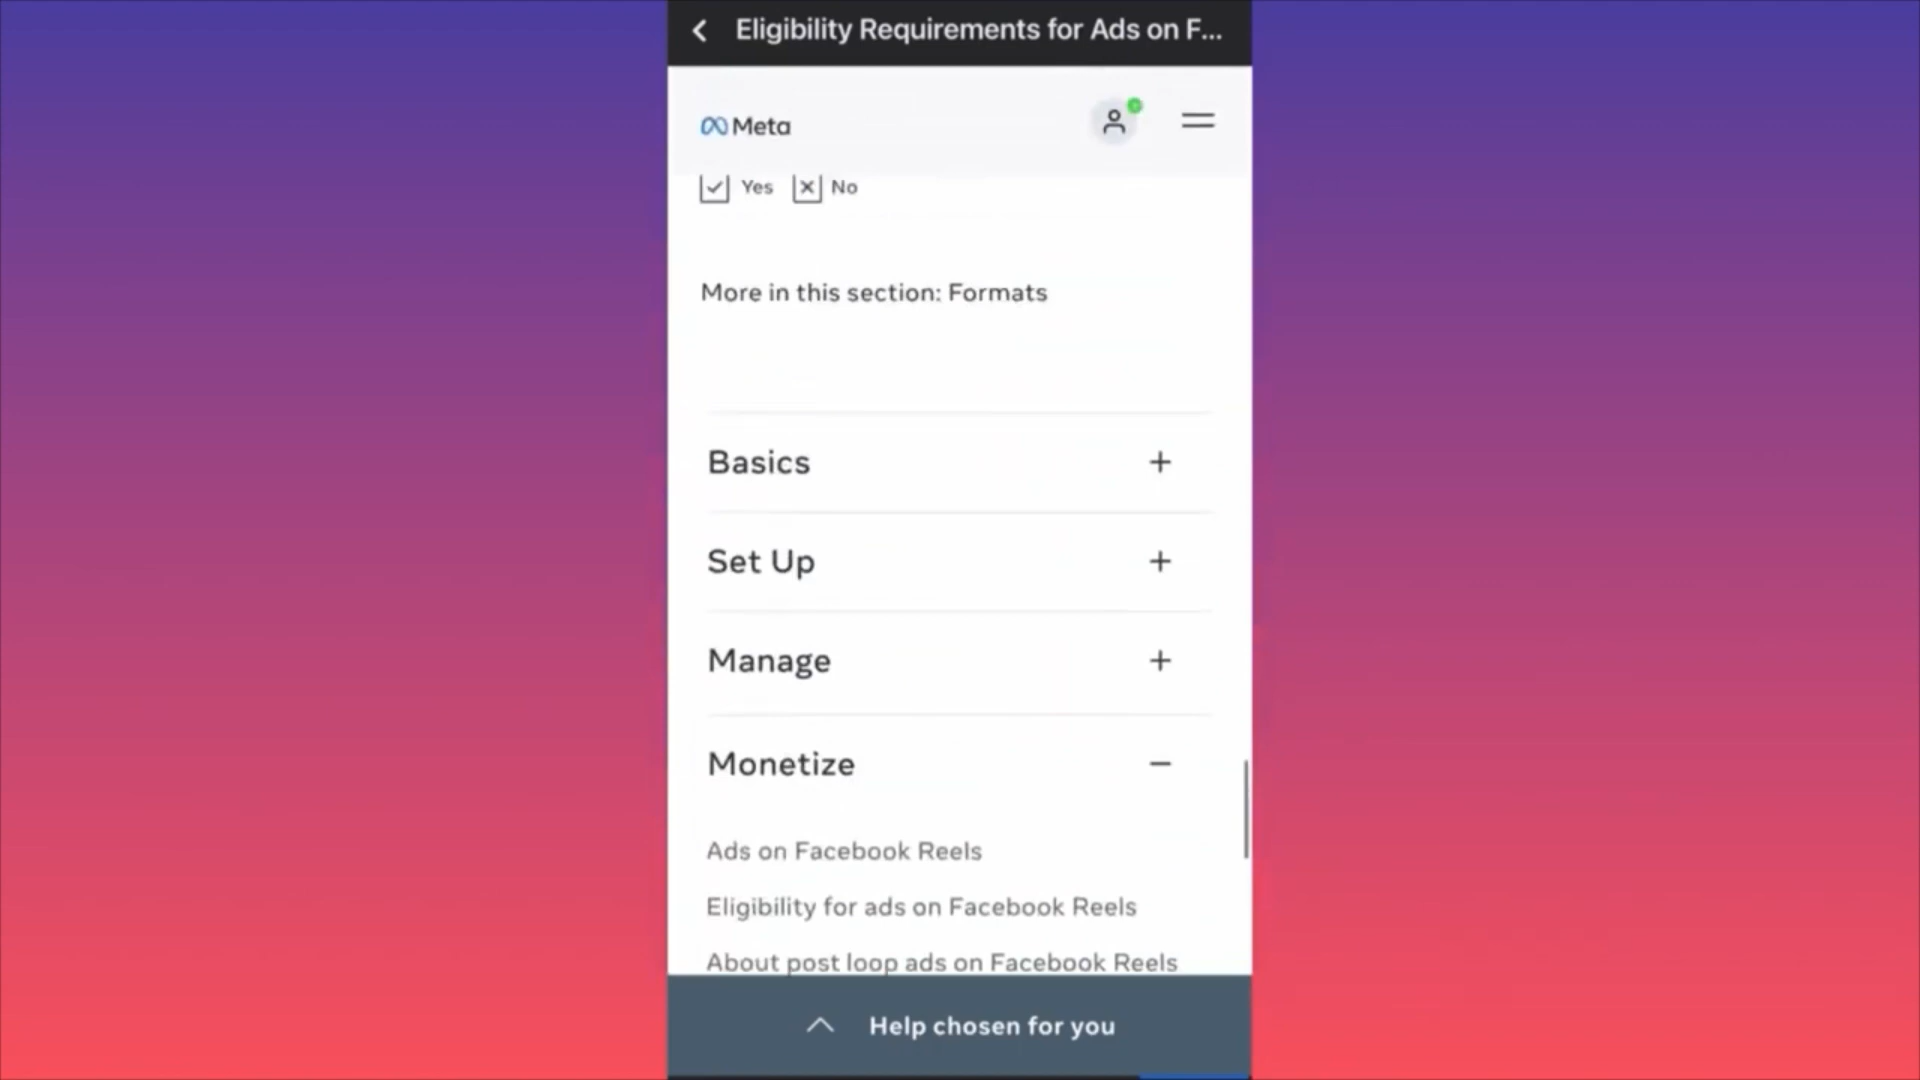 Eligibility Requirements for Ads on F...
Meta
Yes No
More in this section: Formats
Basics
Set Up
Manage
Monetize
Ads on Facebook Reels
Eligibility for ads on Facebook Reels
About post loop ads on Facebook Reels
Help chosen for you